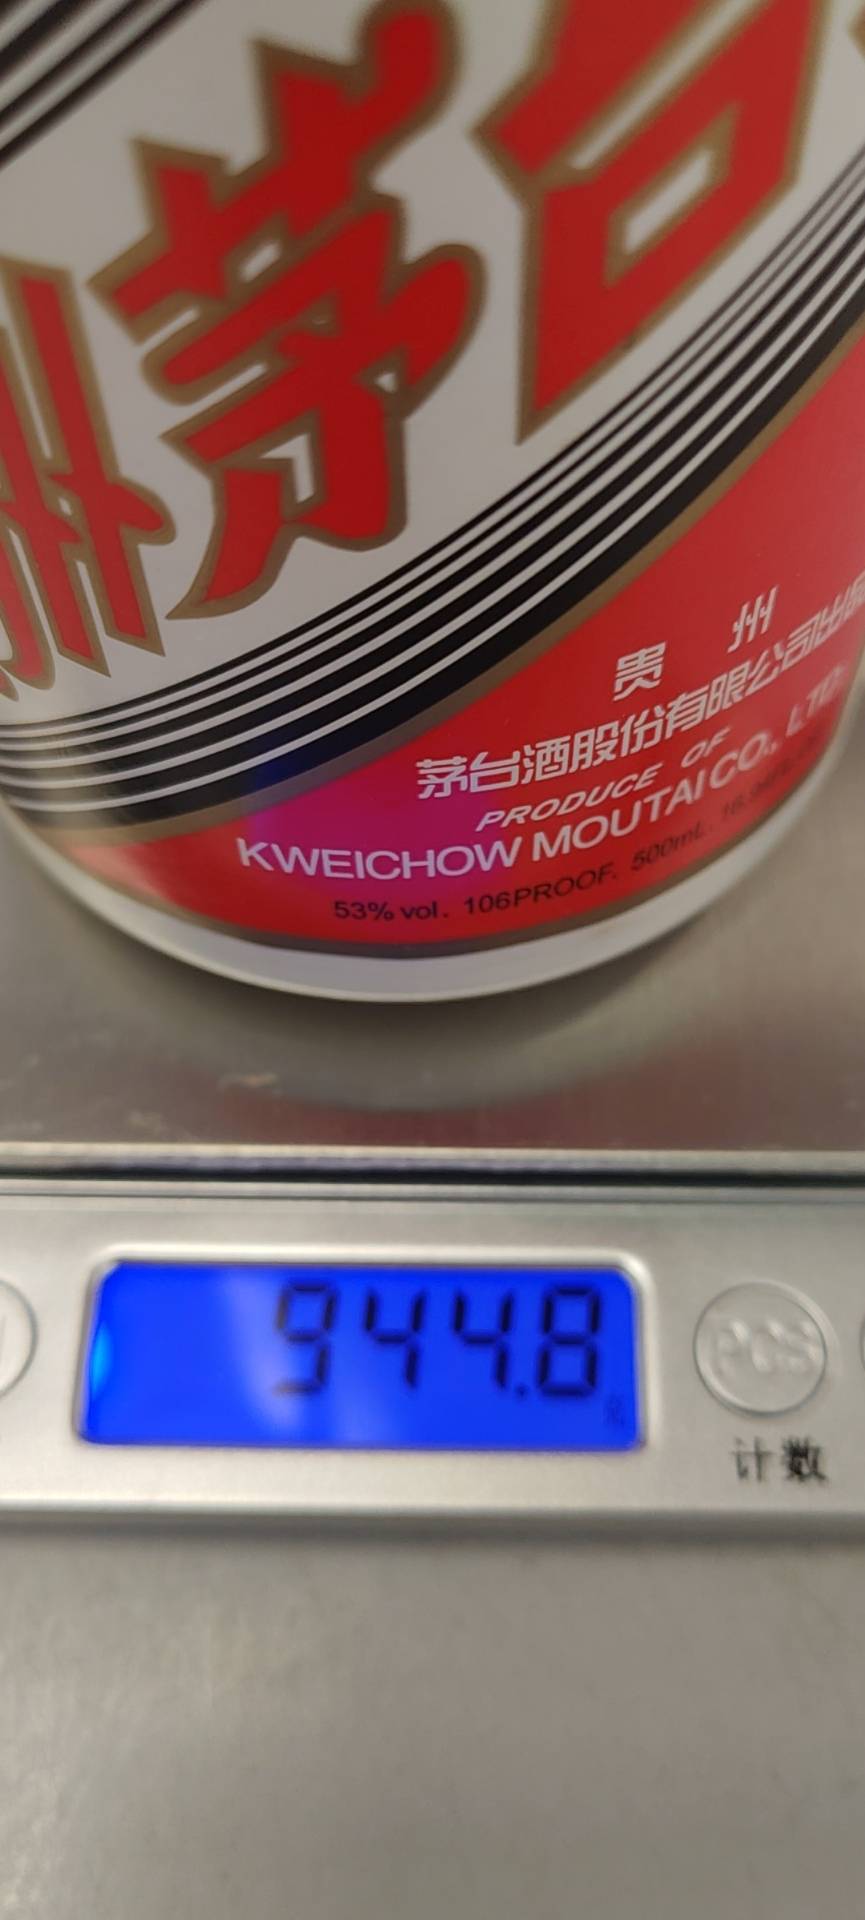 州茅台
贵 州
茅台酒股份有限公司出
PRODUCE OF
KWEICHOW MOUTAI CO., LTD.
53% vol. 106PROOF. 500mL.
944.8
PCS
计数